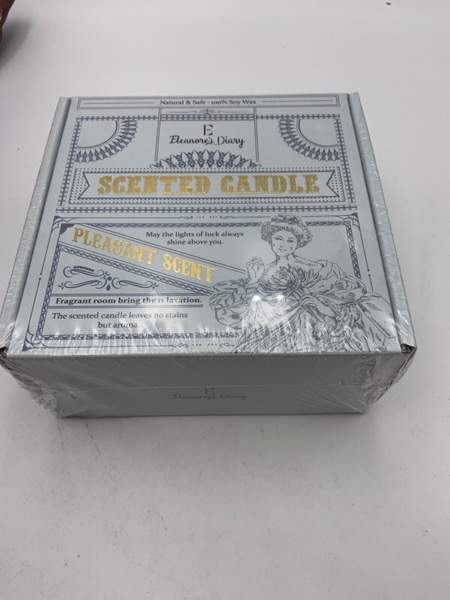 Natural & Safe · 100% Soy Wax
E
Eleanore's Diary
SCENTED CANDLE
May the lights of luck always
shine above you.
PLEASANT SCENT
Fragrant room bring the relaxation.
The scented candle leaves no stains
but aroma.
E
Eleanore's Diary